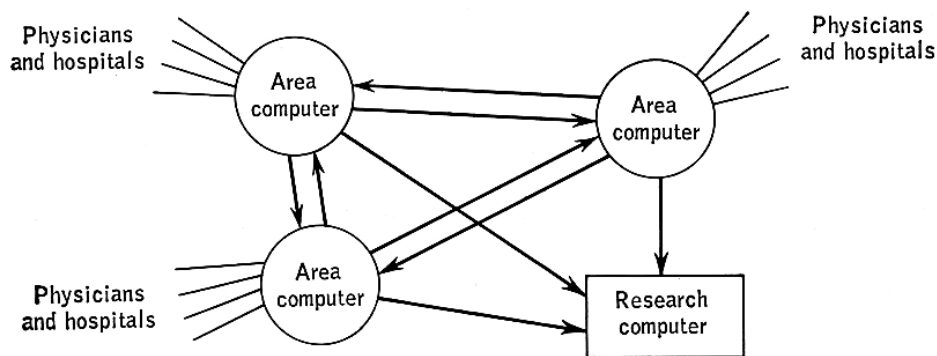 Physicians
and hospitals
Area
computer
Physicians
and hospitals
Area
computer
Physicians
and hospitals
Area
computer
Research
computer